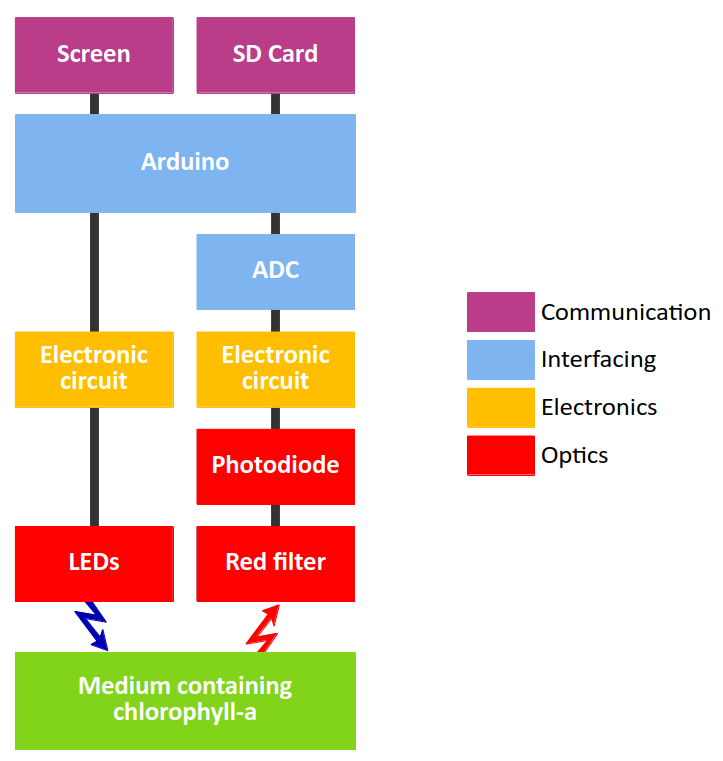 Screen
SD Card
Arduino
ADC
Electronic
circuit
Electronic
circuit
Photodiode
LEDs
Red filter
Medium containing
chlorophyll-a
Communication
Interfacing
Electronics
Optics